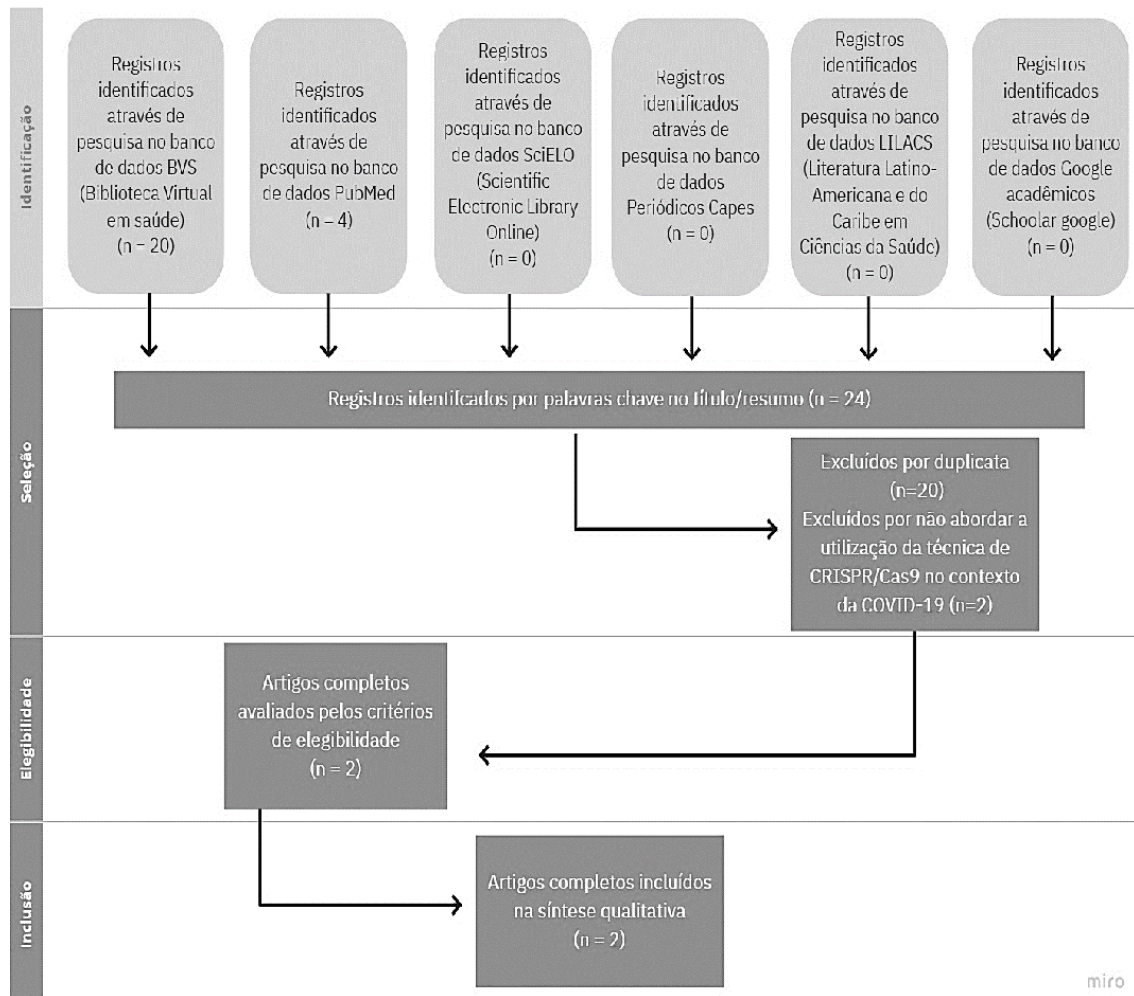 Identificação
Registros
identificados
através de
pesquisa no banco
de dados BVS
(Biblioteca Virtual
em saúde)
(n – 20)
Registros
identificados
através de
pesquisa no banco
de dados PubMed
(n – 4)
Registros
identificados
através de
pesquisa no banco
de dados SciELO
(Scientific
Electronic Library
Online)
(n = 0)
Registros
identificados
através de
pesquisa no banco
de dados
Periódicos Capes
(n = 0)
Registros
identificados
através de
pesquisa no banco
de dados LILACS
(Literatura Latino-
Americana e do
Caribe em
Ciências da Saúde)
(n = 0)
Registros
identificados
através de
pesquisa no banco
de dados Google
acadêmicos
(Schoolar google)
(n = 0)
Seleção
Registros identifcados por palavras chave no título/resumo (n = 24)
Excluídos por duplicata
(n=20)
Excluídos por não abordar a
utilização da técnica de
CRISPR/Cas9 no contexto
da COVID-19 (n=2)
Elegibilidade
Artigos completos
avaliados pelos critérios
de elegibilidade
(n = 2)
Inclusão
Artigos completos incluídos
na síntese qualitativa
(n = 2)
miro